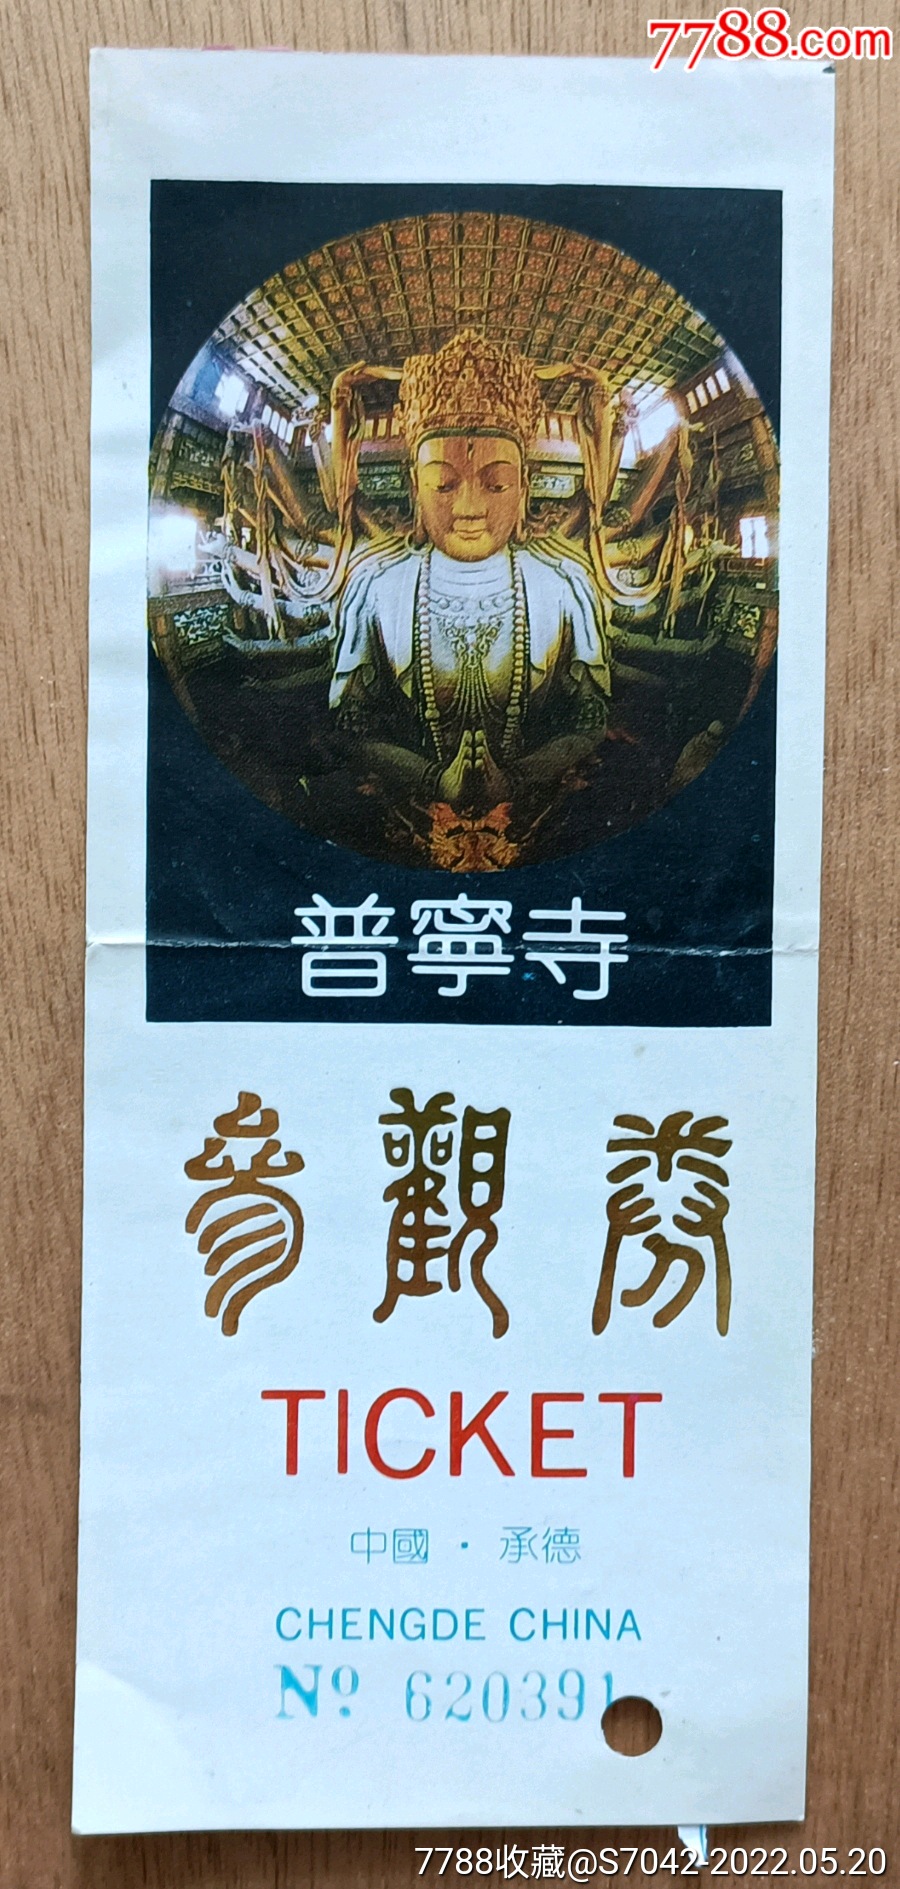 7788.com
普寧寺
參觀券
TICKET
中國·承德
CHENGDE CHINA
Nº 620391
7788收藏@S7042-2022.05.20